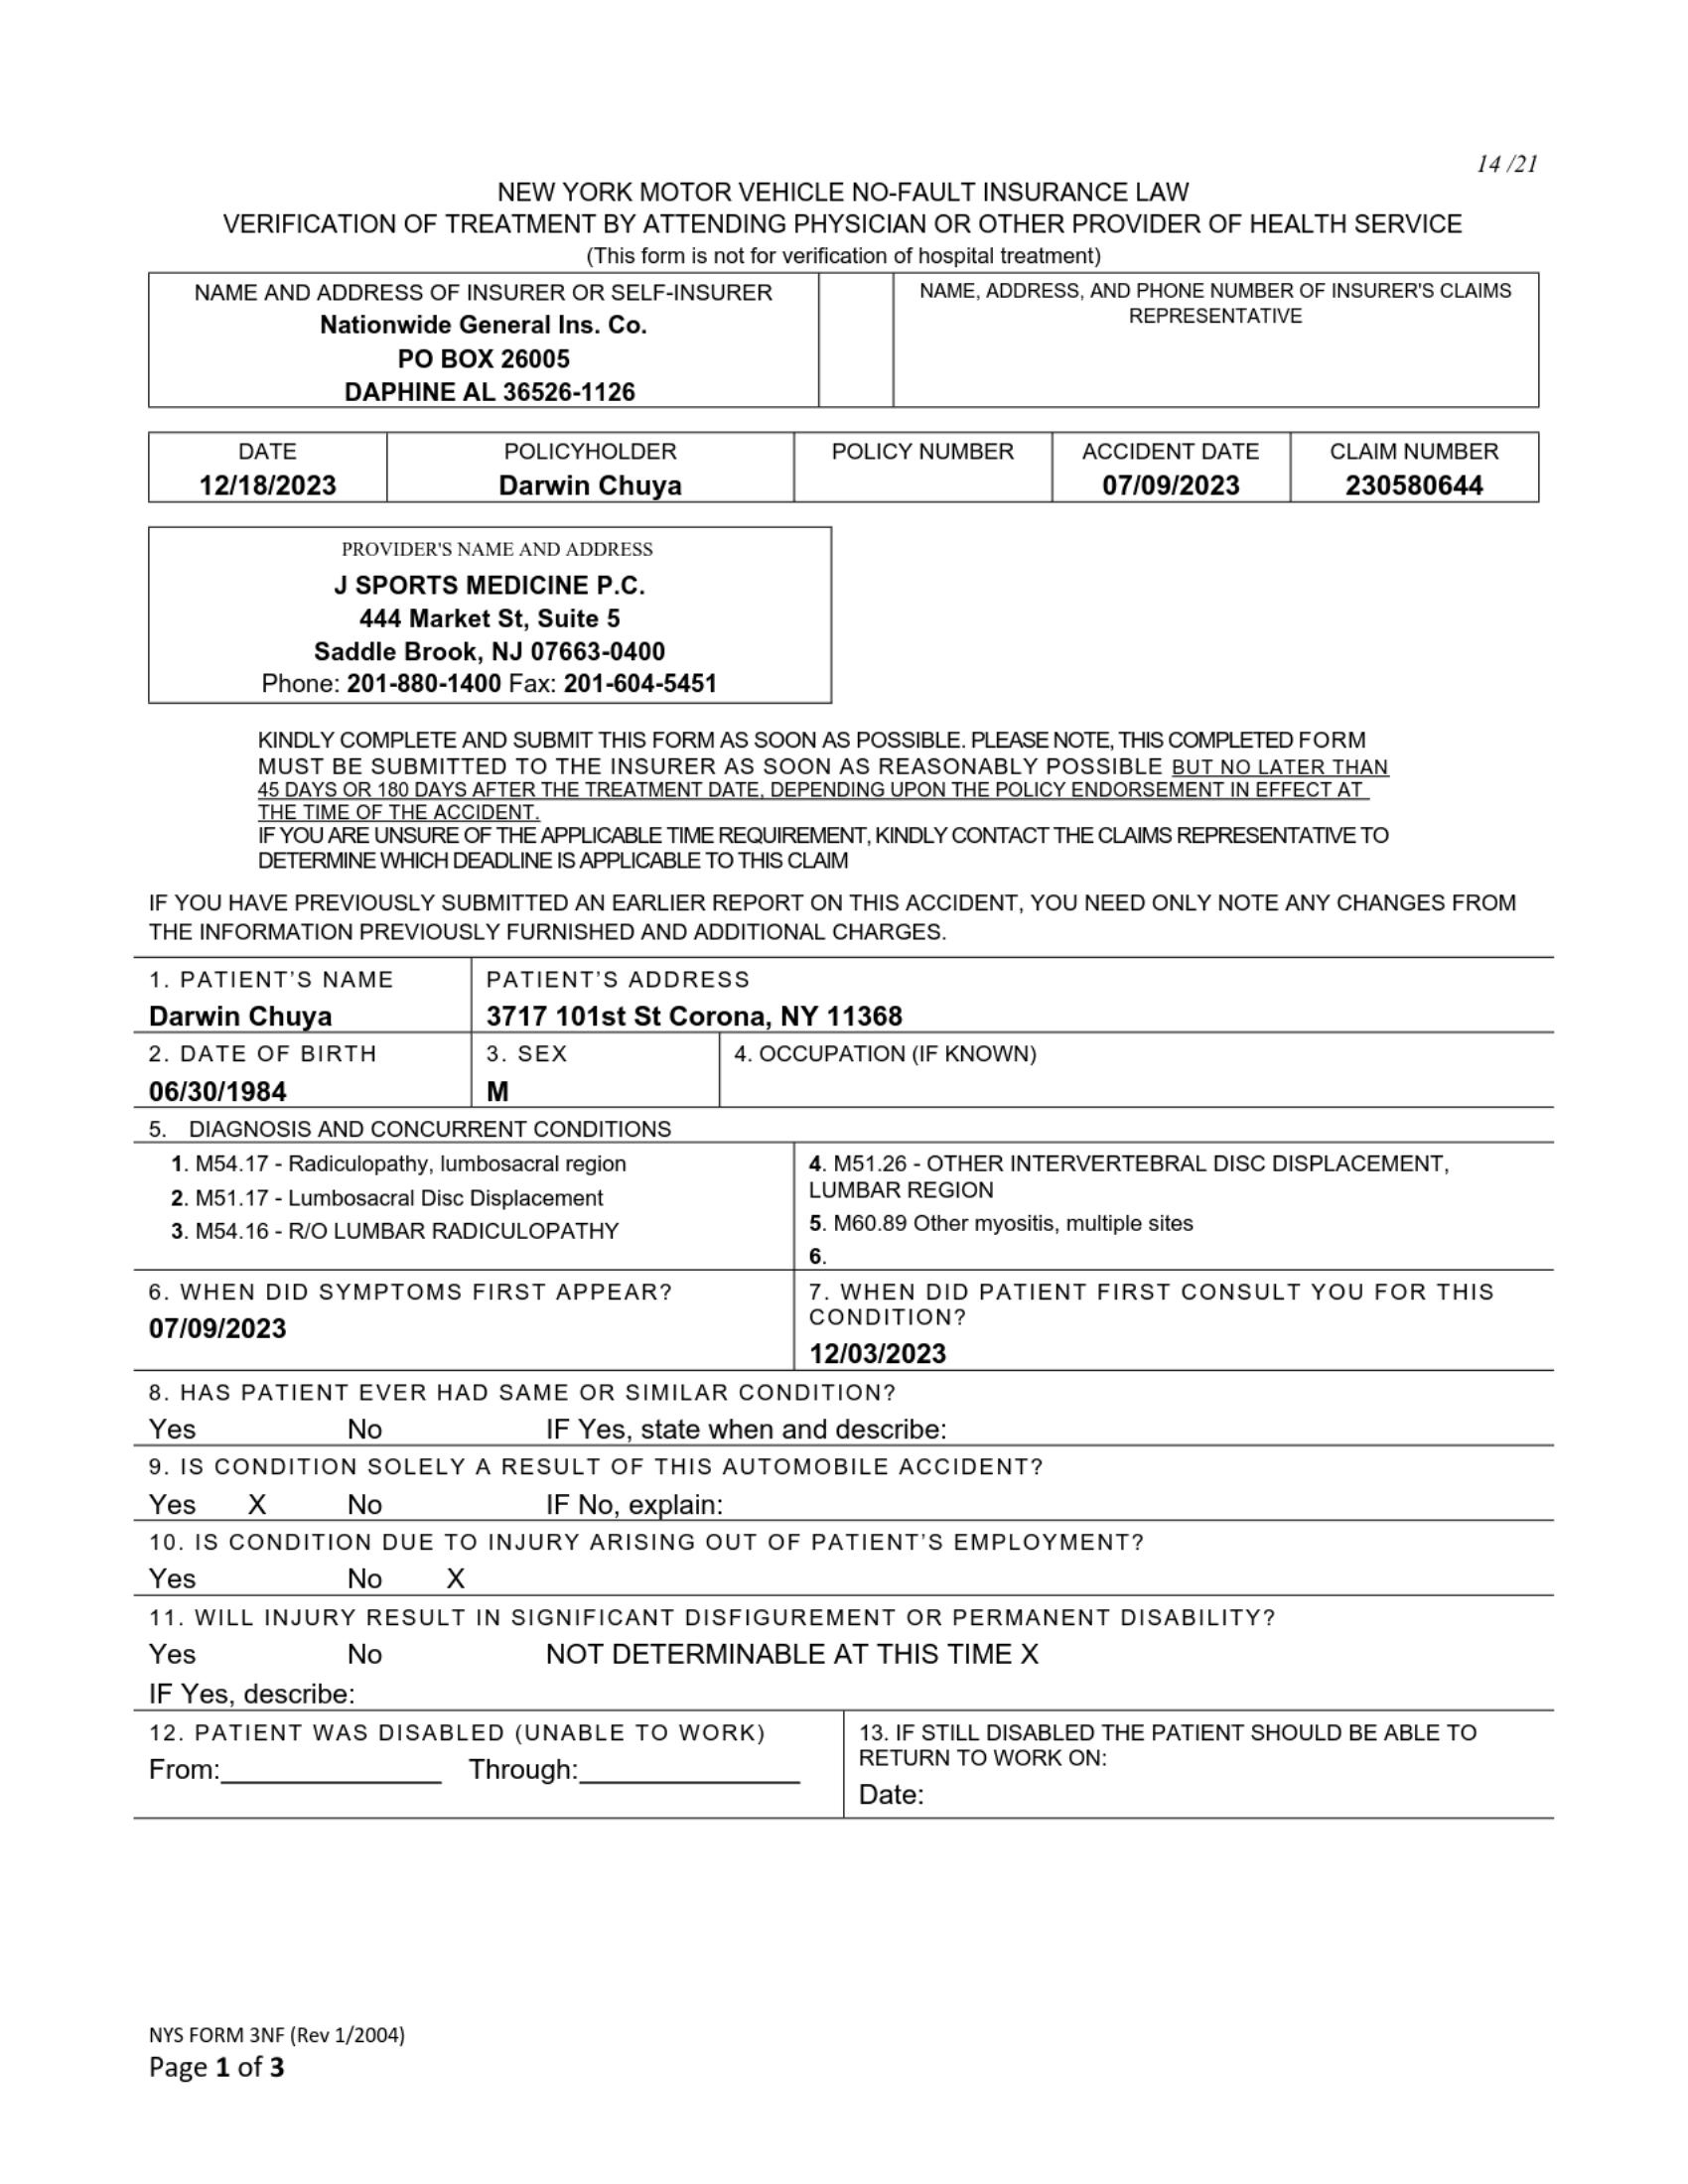 14 /21
NEW YORK MOTOR VEHICLE NO-FAULT INSURANCE LAW
VERIFICATION OF TREATMENT BY ATTENDING PHYSICIAN OR OTHER PROVIDER OF HEALTH SERVICE
(This form is not for verification of hospital treatment)
NAME AND ADDRESS OF INSURER OR SELF-INSURER
Nationwide General Ins. Co.
PO BOX 26005
DAPHINE AL 36526-1126
NAME, ADDRESS, AND PHONE NUMBER OF INSURER'S CLAIMS
REPRESENTATIVE
DATE POLICYHOLDER POLICY NUMBER ACCIDENT DATE CLAIM NUMBER
12/18/2023 Darwin Chuya 07/09/2023 230580644
PROVIDER'S NAME AND ADDRESS
J SPORTS MEDICINE P.C.
444 Market St, Suite 5
Saddle Brook, NJ 07663-0400
Phone: 201-880-1400 Fax: 201-604-5451
KINDLY COMPLETE AND SUBMIT THIS FORM AS SOON AS POSSIBLE. PLEASE NOTE, THIS COMPLETED FORM
MUST BE SUBMITTED TO THE INSURER AS SOON AS REASONABLY POSSIBLE BUT NO LATER THAN
45 DAYS OR 180 DAYS AFTER THE TREATMENT DATE, DEPENDING UPON THE POLICY ENDORSEMENT IN EFFECT AT
THE TIME OF THE ACCIDENT.
IF YOU ARE UNSURE OF THE APPLICABLE TIME REQUIREMENT, KINDLY CONTACT THE CLAIMS REPRESENTATIVE TO
DETERMINE WHICH DEADLINE IS APPLICABLE TO THIS CLAIM
IF YOU HAVE PREVIOUSLY SUBMITTED AN EARLIER REPORT ON THIS ACCIDENT, YOU NEED ONLY NOTE ANY CHANGES FROM
THE INFORMATION PREVIOUSLY FURNISHED AND ADDITIONAL CHARGES.
1. PATIENT’S NAME PATIENT’S ADDRESS
Darwin Chuya 3717 101st St Corona, NY 11368
2. DATE OF BIRTH 3. SEX 4. OCCUPATION (IF KNOWN)
06/30/1984 M
5. DIAGNOSIS AND CONCURRENT CONDITIONS
1. M54.17 - Radiculopathy, lumbosacral region
2. M51.17 - Lumbosacral Disc Displacement
3. M54.16 - R/O LUMBAR RADICULOPATHY
4. M51.26 - OTHER INTERVERTEBRAL DISC DISPLACEMENT,
LUMBAR REGION
5. M60.89 Other myositis, multiple sites
6.
6. WHEN DID SYMPTOMS FIRST APPEAR?
07/09/2023
7. WHEN DID PATIENT FIRST CONSULT YOU FOR THIS
CONDITION?
12/03/2023
8. HAS PATIENT EVER HAD SAME OR SIMILAR CONDITION?
Yes No IF Yes, state when and describe:
9. IS CONDITION SOLELY A RESULT OF THIS AUTOMOBILE ACCIDENT?
Yes X No IF No, explain:
10. IS CONDITION DUE TO INJURY ARISING OUT OF PATIENT’S EMPLOYMENT?
Yes No X
11. WILL INJURY RESULT IN SIGNIFICANT DISFIGUREMENT OR PERMANENT DISABILITY?
Yes No NOT DETERMINABLE AT THIS TIME X
IF Yes, describe:
12. PATIENT WAS DISABLED (UNABLE TO WORK)
From: Through:
13. IF STILL DISABLED THE PATIENT SHOULD BE ABLE TO
RETURN TO WORK ON:
Date:
NYS FORM 3NF (Rev 1/2004)
Page 1 of 3